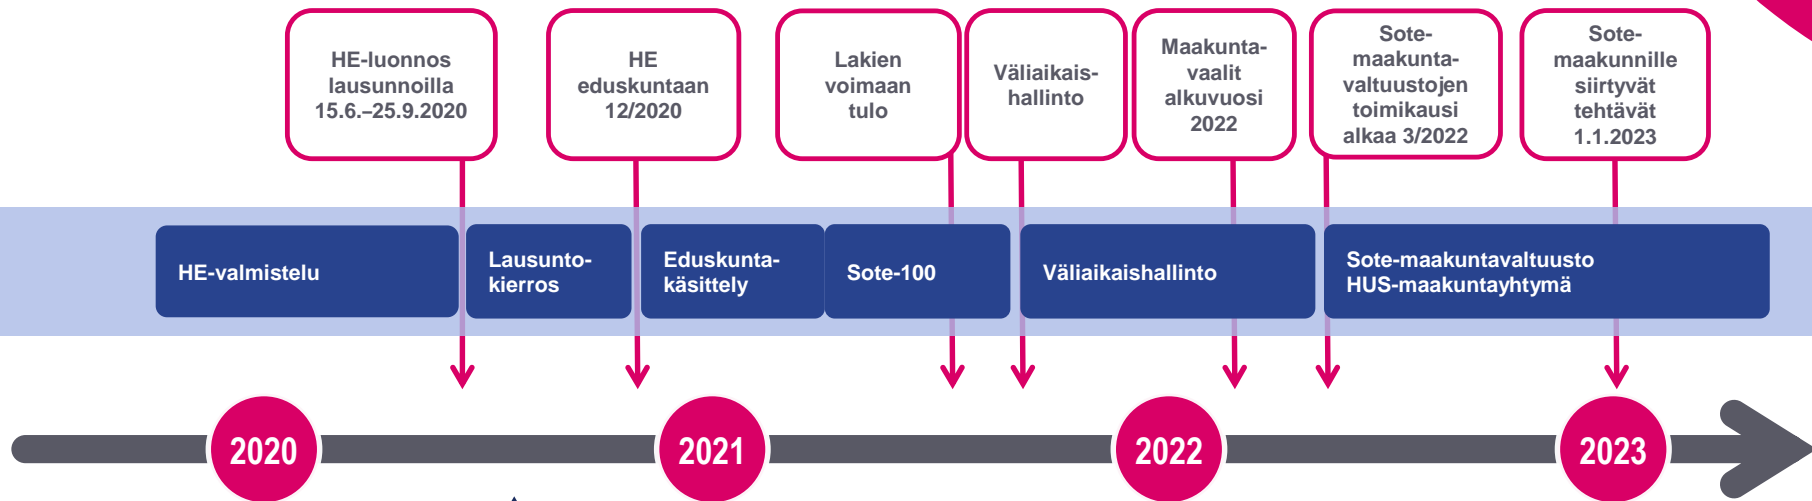 HE-luonnos
lausunnoilla
15.6.–25.9.2020
HE
eduskuntaan
12/2020
Lakien
voimaan
tulo
Väliaikais-
hallinto
Maakunta-
vaalit
alkuvuosi
2022
Sote-
maakunta-
valtuustojen
toimikausi
alkaa 3/2022
Sote-
maakunnille
siirtyvät
tehtävät
1.1.2023
HE-valmistelu
Lausunto-
kierros
Eduskunta-
käsittely
Sote-100
Väliaikaishallinto
Sote-maakuntavaltuusto
HUS-maakuntayhtymä
2020
2021
2022
2023